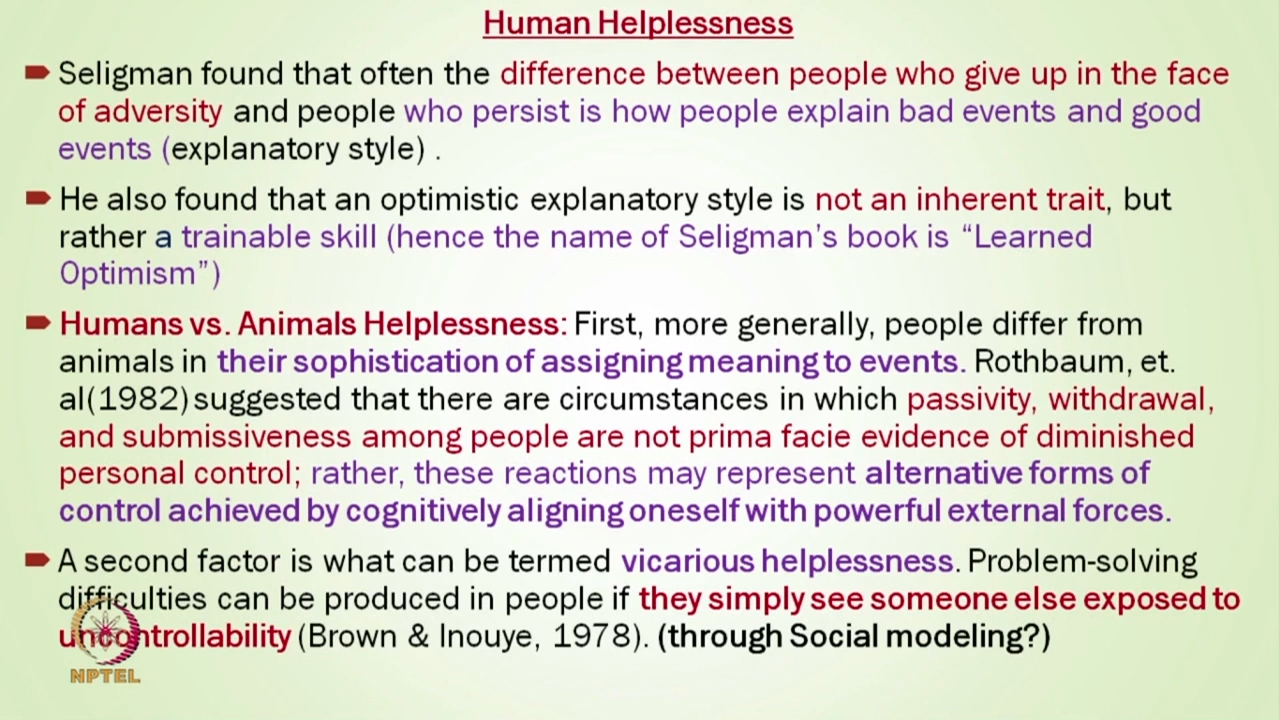 Human Helplessness
Seligman found that often the difference between people who give up in the face
of adversity and people who persist is how people explain bad events and good
events (explanatory style) .
He also found that an optimistic explanatory style is not an inherent trait, but
rather a trainable skill (hence the name of Seligman's book is “Learned
Optimism”)
Humans vs. Animals Helplessness: First, more generally, people differ from
animals in their sophistication of assigning meaning to events. Rothbaum, et.
al(1982) suggested that there are circumstances in which passivity, withdrawal,
and submissiveness among people are not prima facie evidence of diminished
personal control; rather, these reactions may represent alternative forms of
control achieved by cognitively aligning oneself with powerful external forces.
A second factor is what can be termed vicarious helplessness. Problem-solving
difficulties can be produced in people if they simply see someone else exposed to
uncontrollability (Brown & Inouye, 1978). (through Social modeling?)
NPTEL